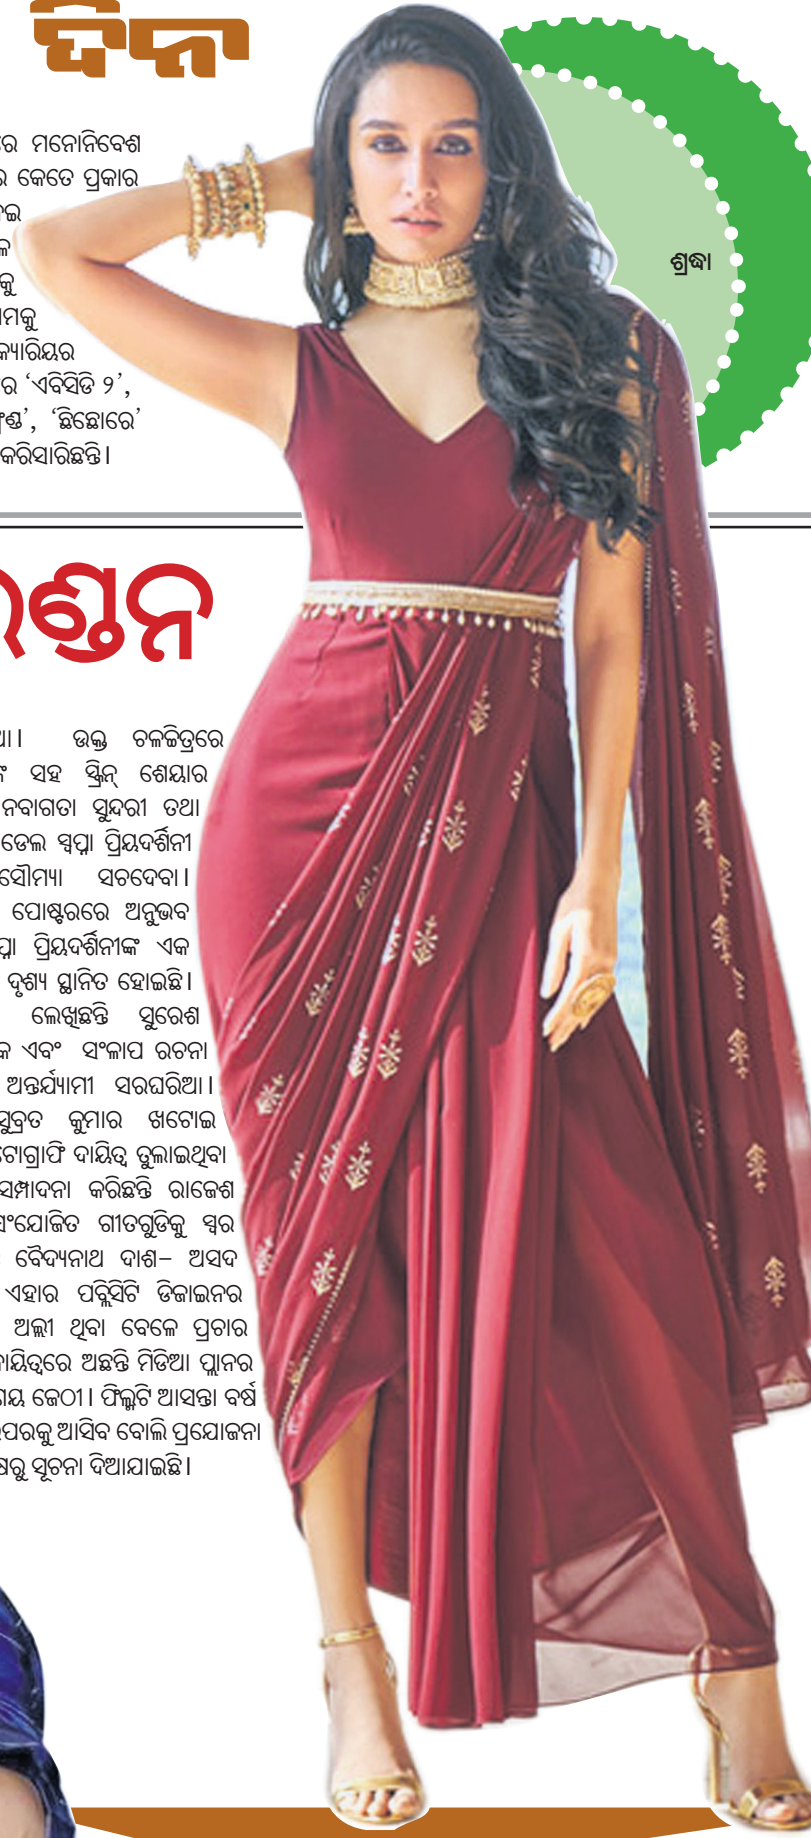 ଦିନା
ରେ ମନୋନିବେଶ
କେତେ ପ୍ରକାର
ଶ୍ରଦ୍ଧା
କ୍ୟାରିୟର
‘ଏବିସିଡି ୨’,
‘ଛିଛୋରେ’
କରିସାରିଛନ୍ତି।
ଉକ୍ତ ଚଳଚ୍ଚିତ୍ରରେ
ସହ ସ୍କ୍ରିନ୍ ଶେୟାର
ନବାଗତା ସୁନ୍ଦରୀ ତଥା
ସ୍ୱପ୍ନା ପ୍ରିୟଦର୍ଶିନୀ
ସୌମ୍ୟା ସଚଦେବା।
ପୋଷ୍ଟରରେ ଅନୁଭବ
ପ୍ରିୟଦର୍ଶିନୀଙ୍କ ଏକ
ଦୃଶ୍ୟ ସ୍ଥାନିତ ହୋଇଛି।
ଲେଖିଛନ୍ତି ସୁରେଶ
ଏବଂ ସଂଳାପ ରଚନା
ଅନ୍ତର୍ଯ୍ୟାମୀ ସରଘରିଆ।
ସୁବ୍ରତ କୁମାର ଖଟୋଇ
ଦାୟିତ୍ୱ ତୁଲାଇଥିବା
ସମ୍ପାଦନା କରିଛନ୍ତି ରାଜେଶ
ସଂଯୋଜିତ ଗୀତଗୁଡିକୁ ସ୍ୱର
ବୈଦ୍ୟନାଥ ଦାଶ– ଅସଦ
ଏହାର ପବ୍ଲିସିଟି ଡିଜାଇନର
ଅଲ୍ଲୀ ଥିବା ବେଳେ ପ୍ରଚାର
ଦାୟିତ୍ୱରେ ଅଛନ୍ତି ମିଡିଆ ପ୍ଲାନର
ଜେଠୀ। ଫିଲ୍ମଟି ଆସନ୍ତା ବର୍ଷ
ଆସିବ ବୋଲି ପ୍ରଯୋଜନା
ସୂଚନା ଦିଆଯାଇଛି।